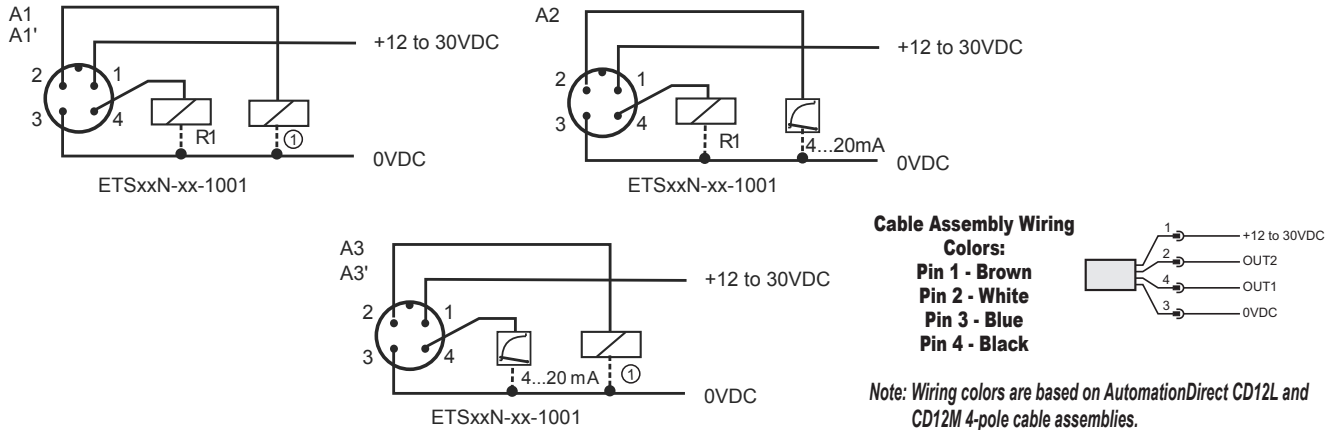 A1
A1'
+12 to 30VDC
2
1
3
4
R1
①
0VDC
ETSxxN-xx-1001
A2
+12 to 30VDC
2
1
3
4
R1
4...20mA
0VDC
ETSxxN-xx-1001
A3
A3'
+12 to 30VDC
2
1
3
4
4...20 mA
①
0VDC
ETSxxN-xx-1001
Cable Assembly Wiring
Colors:
Pin 1 - Brown
Pin 2 - White
Pin 3 - Blue
Pin 4 - Black
1
+12 to 30VDC
2
OUT2
4
OUT1
3
0VDC
Note: Wiring colors are based on AutomationDirect CD12L and
CD12M 4-pole cable assemblies.